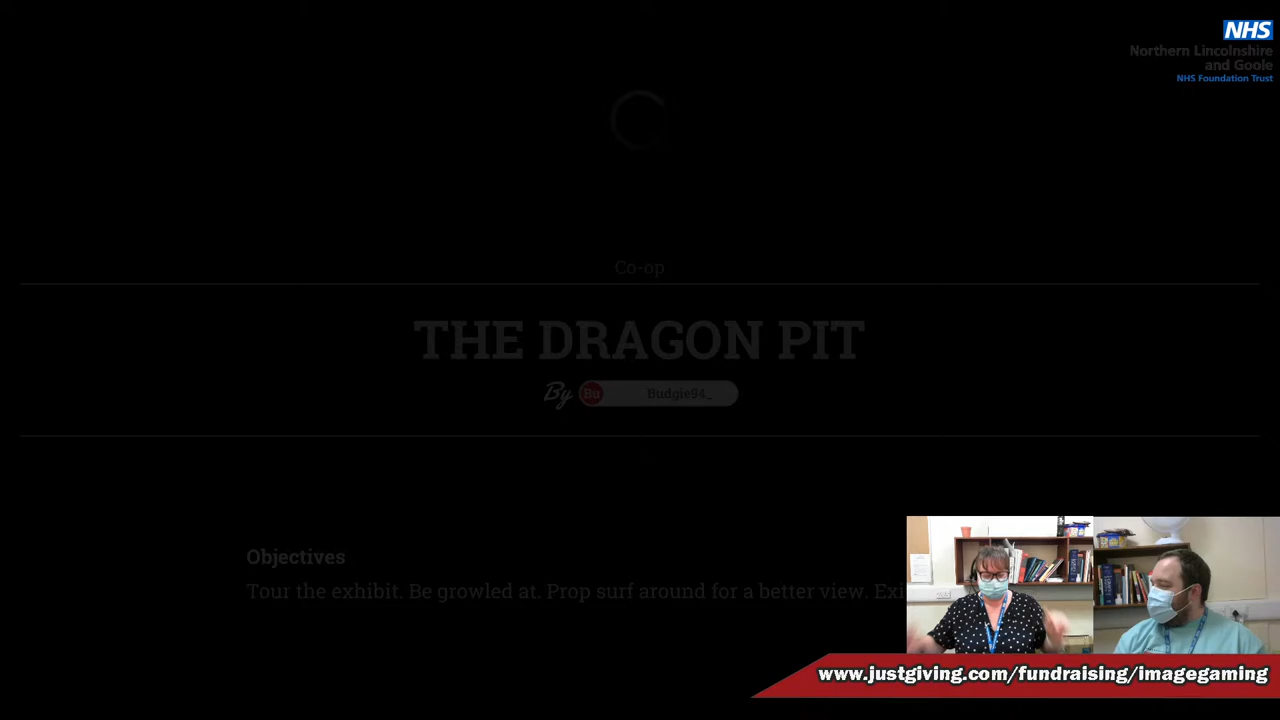 NHS
Northern Lincolnshire
and Goole
NHS Foundation Trust
Co-op
THE DRAGON PIT
By Bu Budgie94_
Objectives
Tour the exhibit. Be growled at. Prop surf around for a better view.
www.justgiving.com/fundraising/imagegaming